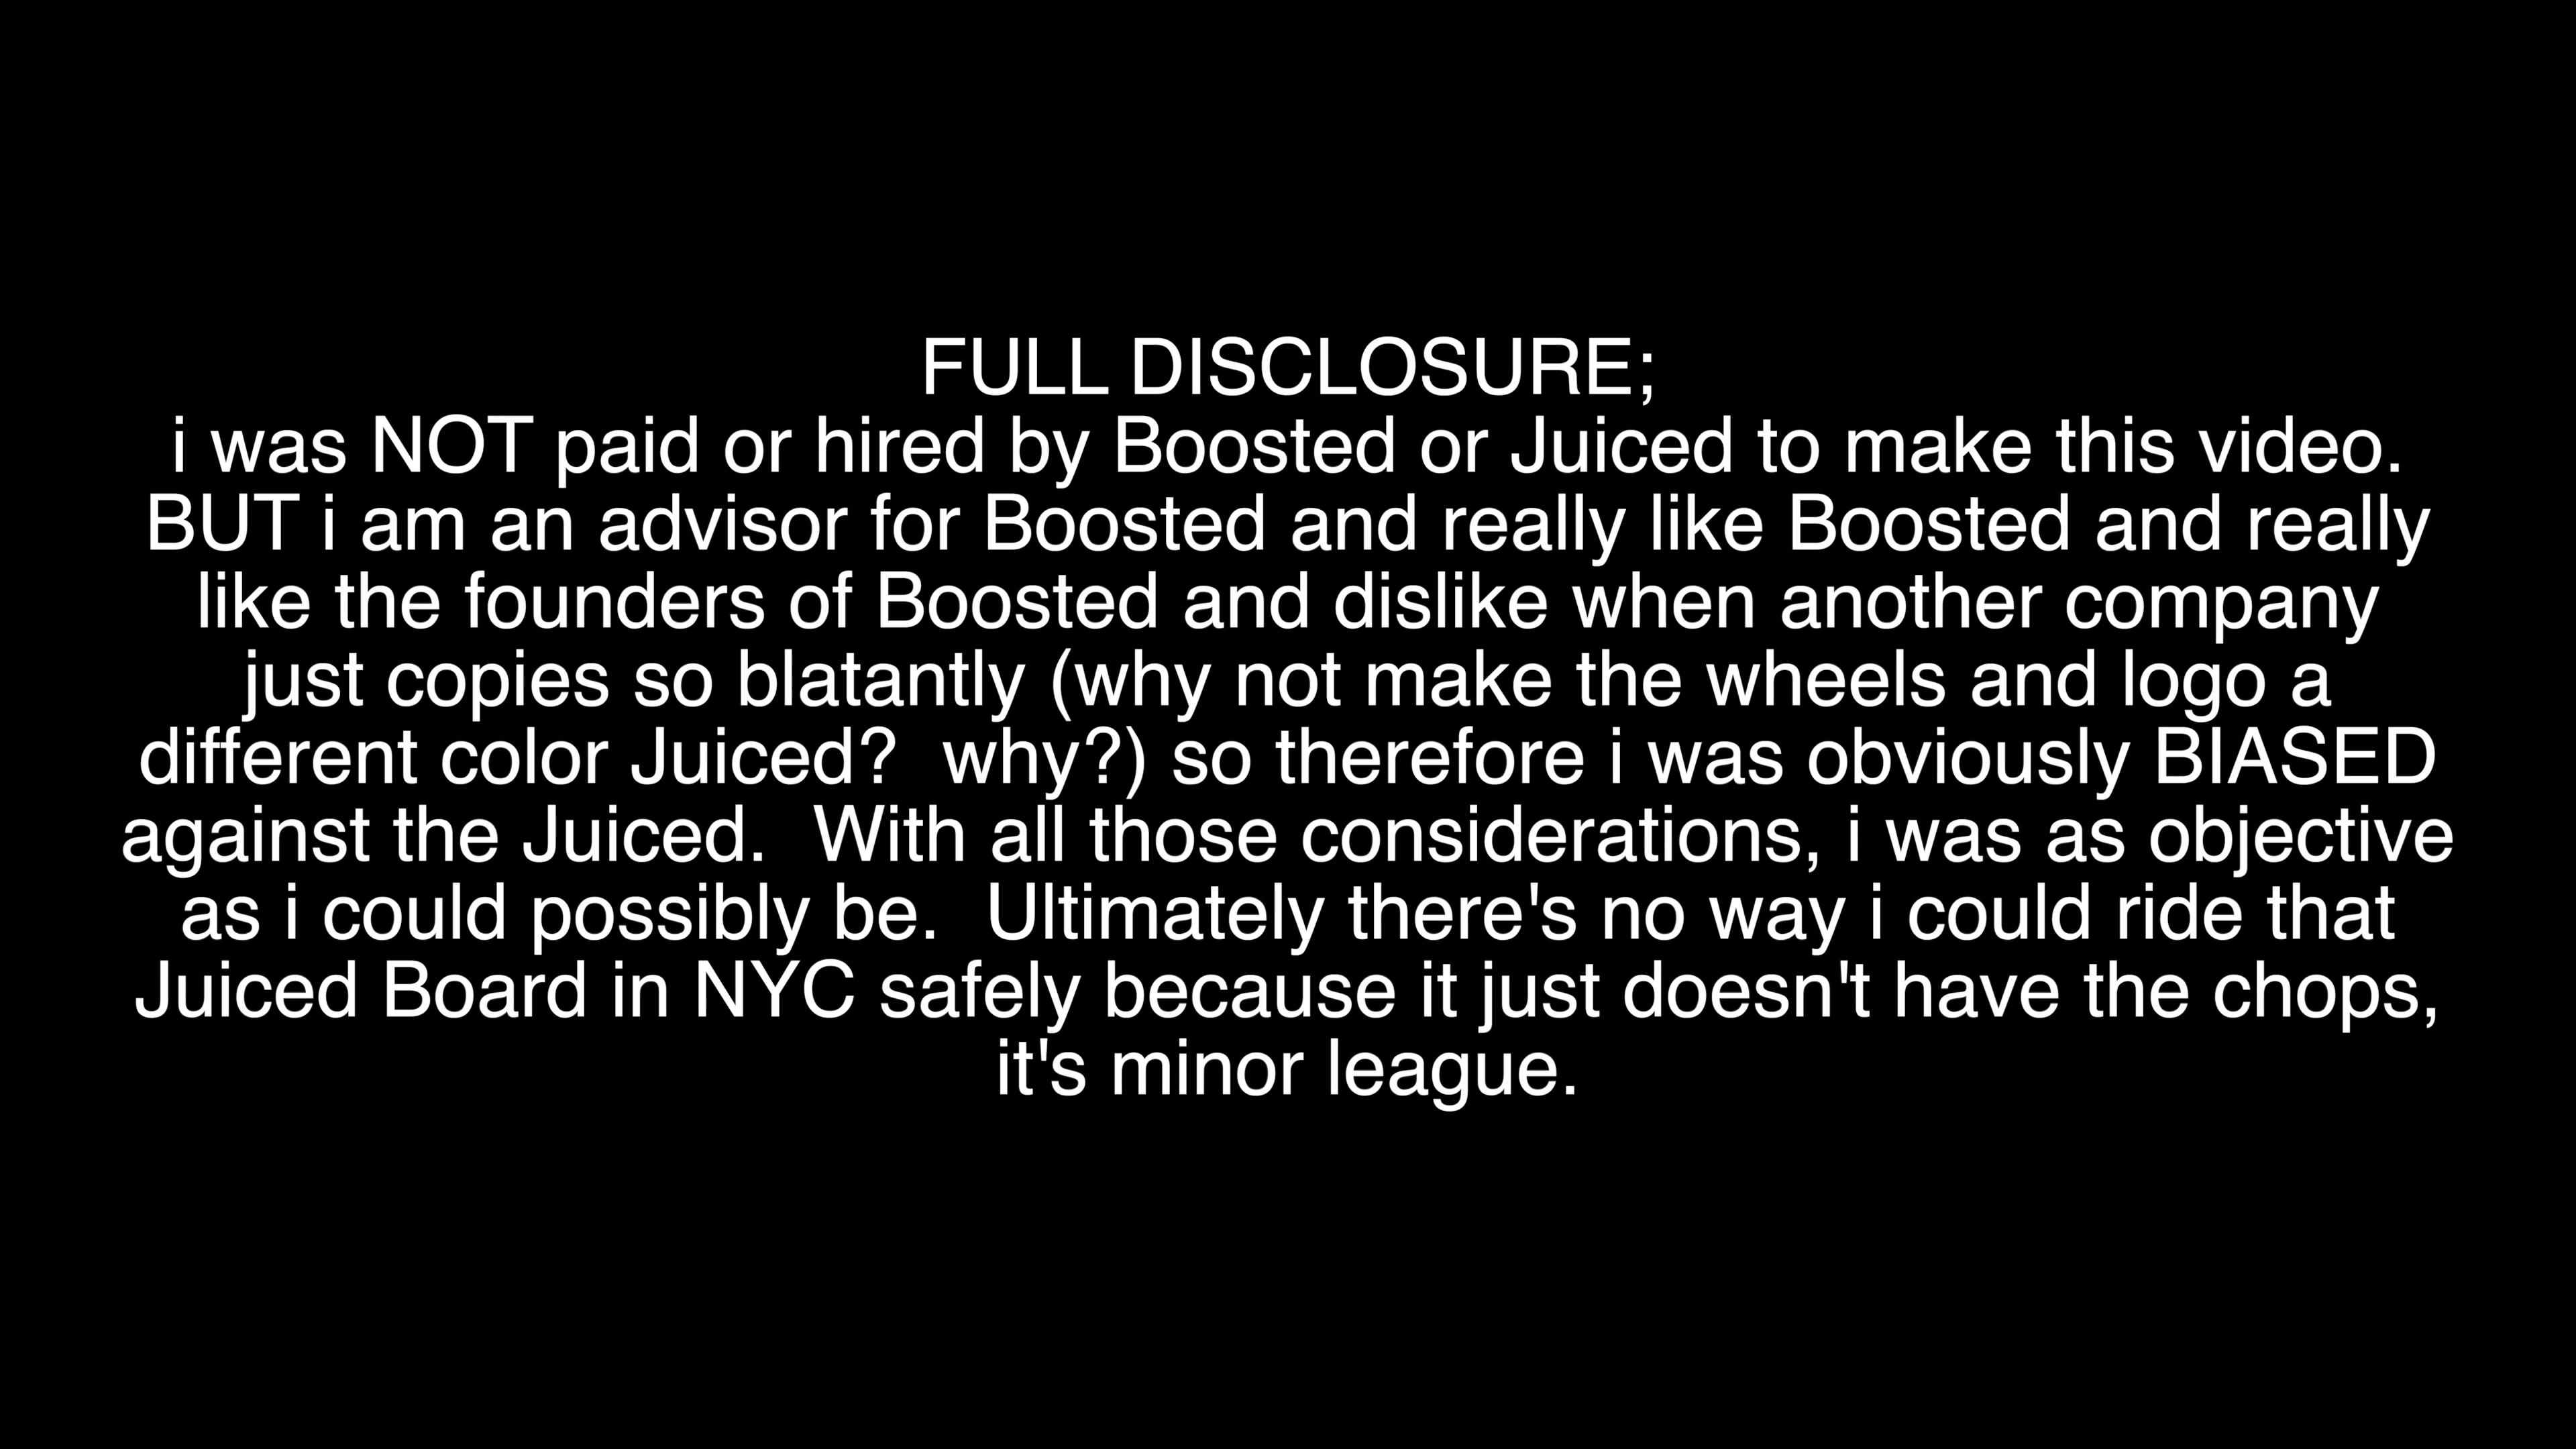 FULL DISCLOSURE;
i was NOT paid or hired by Boosted or Juiced to make this video.
BUT i am an advisor for Boosted and really like Boosted and really
like the founders of Boosted and dislike when another company
just copies so blatantly (why not make the wheels and logo a
different color Juiced?  why?) so therefore i was obviously BIASED
against the Juiced.  With all those considerations, i was as objective
as i could possibly be.  Ultimately there's no way i could ride that
Juiced Board in NYC safely because it just doesn't have the chops,
it's minor league.